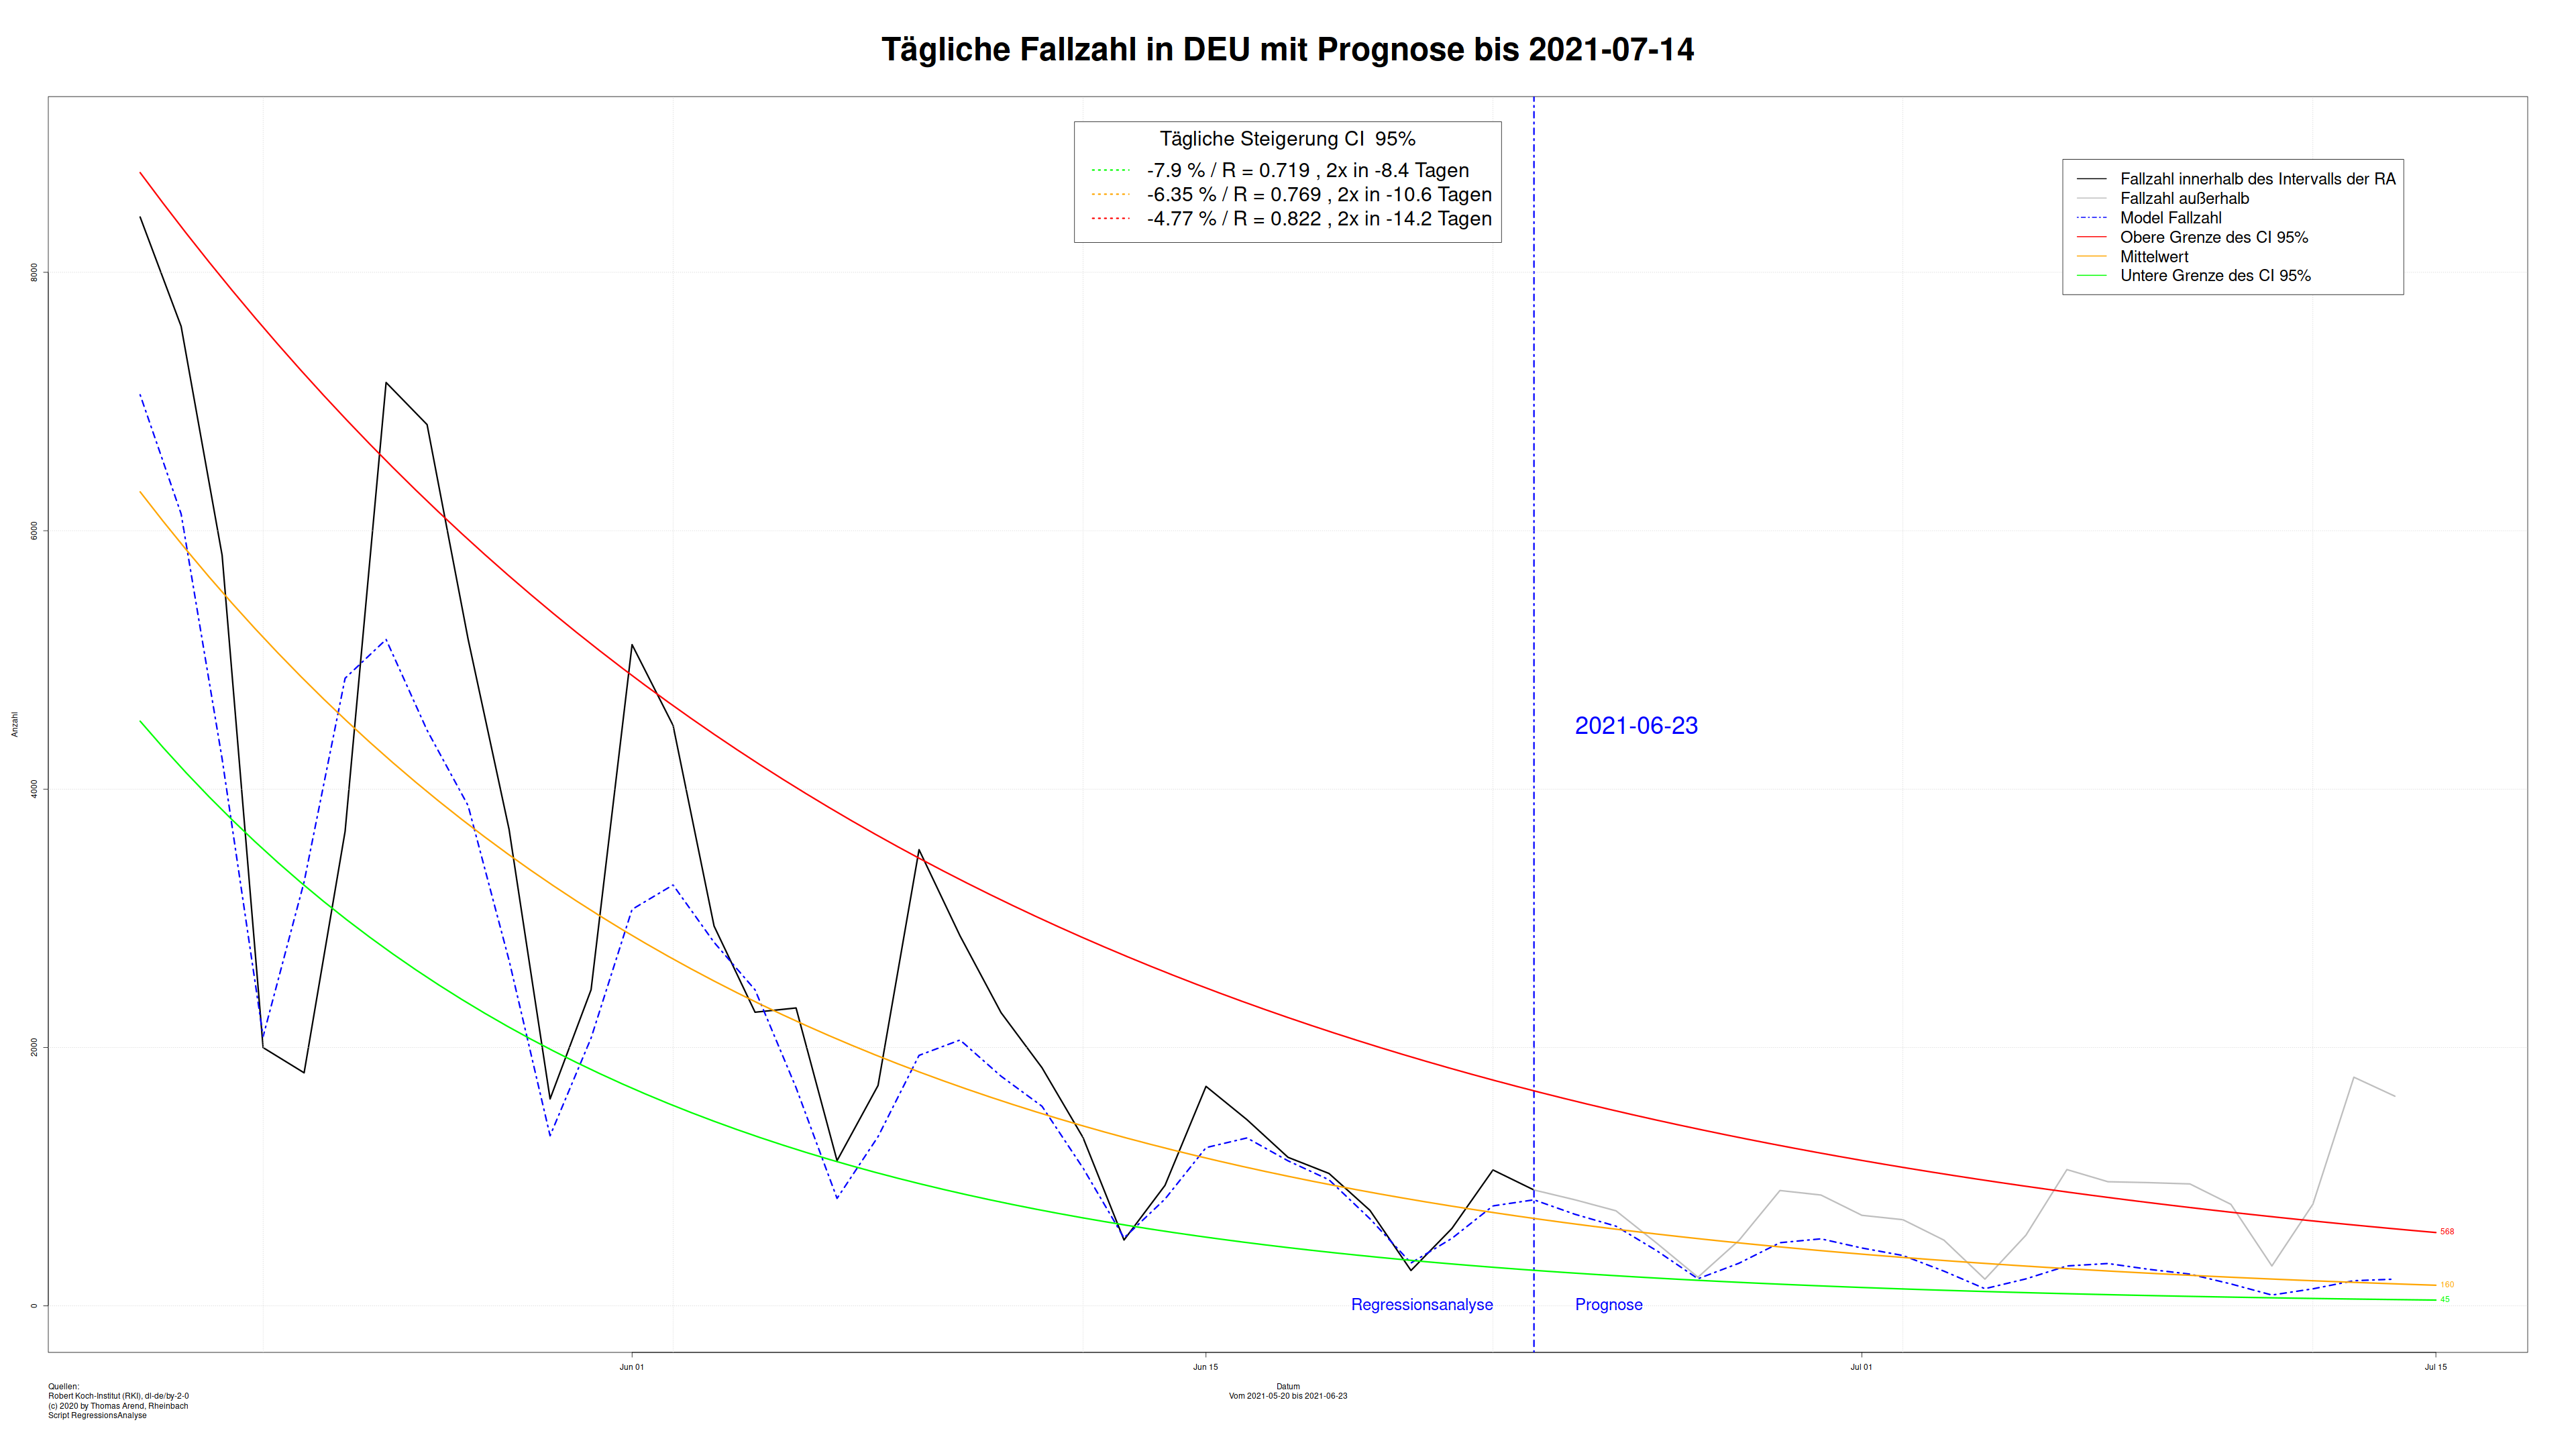 Tägliche Fallzahl in DEU mit Prognose bis 2021-07-14
Tägliche Steigerung CI  95%
-7.9 % / R = 0.719 , 2x in -8.4 Tagen
-6.35 % / R = 0.769 , 2x in -10.6 Tagen
-4.77 % / R = 0.822 , 2x in -14.2 Tagen
Fallzahl innerhalb des Intervalls der RA
Fallzahl außerhalb
Model Fallzahl
Obere Grenze des CI 95%
Mittelwert
Untere Grenze des CI 95%
8000
6000
4000
2000
0
Anzahl
2021-06-23
568
160
45
Regressionsanalyse
Prognose
Jun 01
Jun 15
Jul 01
Jul 15
Datum
Vom 2021-05-20 bis 2021-06-23
Quellen:
Robert Koch-Institut (RKI), dl-de/by-2-0
(c) 2020 by Thomas Arend, Rheinbach
Script RegressionsAnalyse